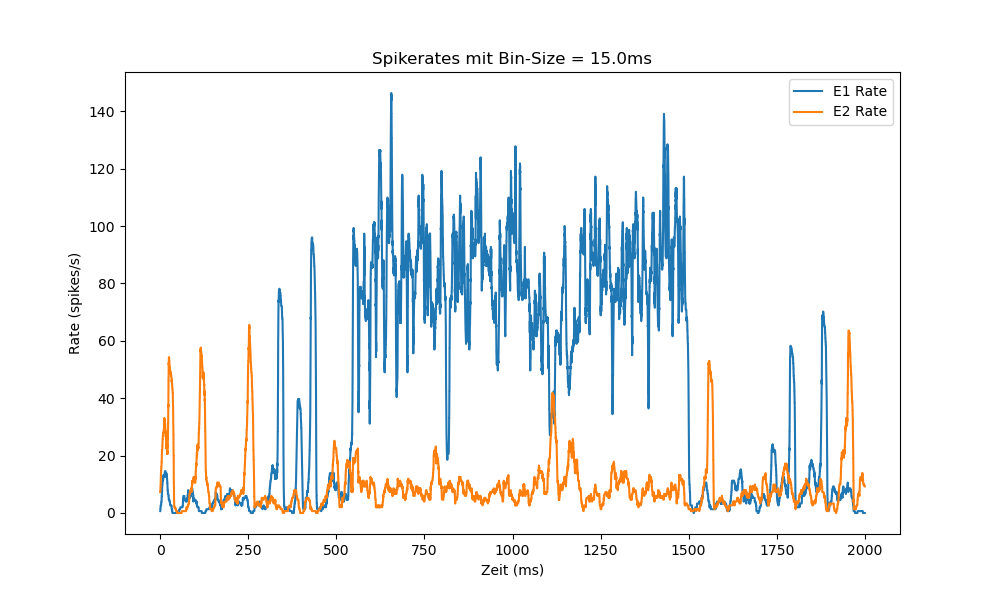 Spikerates mit Bin-Size = 15.0ms
E1 Rate
E2 Rate
Rate (spikes/s)
140
120
100
80
60
40
20
0
0 250 500 750 1000 1250 1500 1750 2000
Zeit (ms)